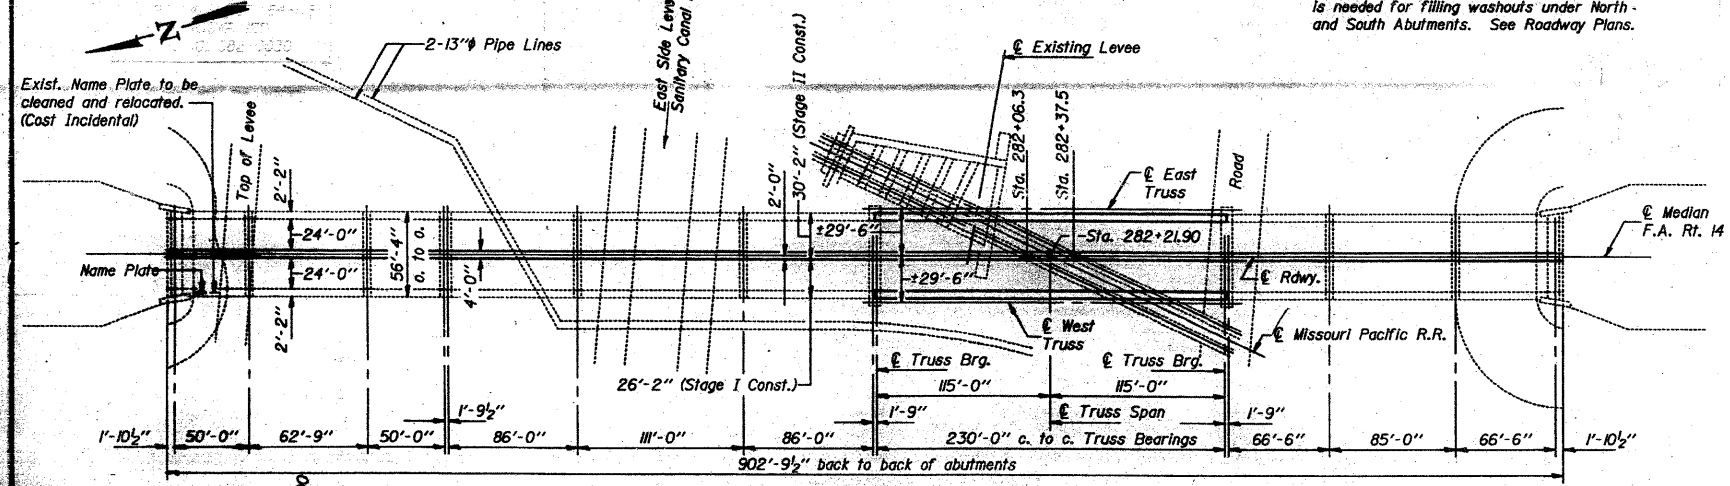 is needed for filling washouts under North -
and South Abutments. See Roadway Plans.
N
2-13"φ Pipe Lines
East Side Levee
Sanitary Canal
30'-2" (Stage II Const.)
℄ Existing Levee
Exist. Name Plate to be
cleaned and relocated.
(Cost Incidental)
Top of Levee
2'-2"
2'-0"
Sta. 282+06.3
Sta. 282+37.5
℄ East
Truss
Road
℄ Median
F.A. Rt. 14
24'-0"
56'-4"
c. to c.
±29'-6"
Sta. 282+21.90
Name Plate
24'-0"
4'-0"
±29'-6"
℄ Rdwy.
2'-2"
℄ West
Truss
℄ Missouri Pacific R.R.
26'-2" (Stage I Const.)
℄ Truss Brg.
℄ Truss Brg.
115'-0"
115'-0"
1'-9½"
1'-9"
℄ Truss Span
1'-9"
1'-10½"
50'-0"
62'-9"
50'-0"
86'-0"
111'-0"
86'-0"
230'-0" c. to c. Truss Bearings
66'-6"
85'-0"
66'-6"
1'-10½"
902'-9½" back to back of abutments